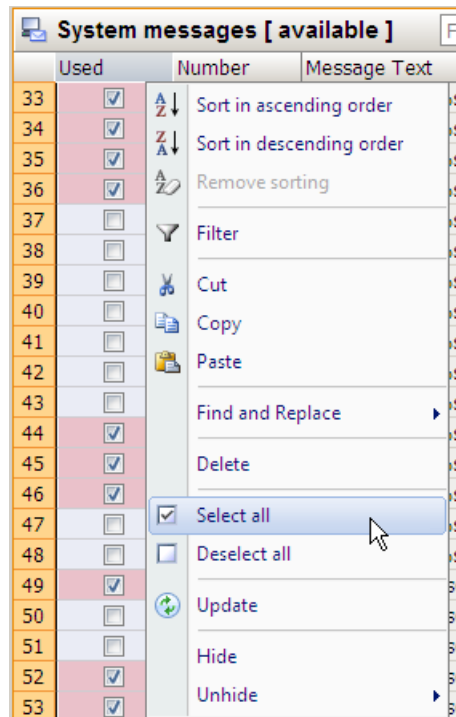 System messages [ available ] F
Used Number Message Text
33
34
35
36
37
38
39
40
41
42
43
44
45
46
47
48
49
50
51
52
53
Sort in ascending order
Sort in descending order
Remove sorting
Filter
Cut
Copy
Paste
Find and Replace
Delete
Select all
Deselect all
Update
Hide
Unhide